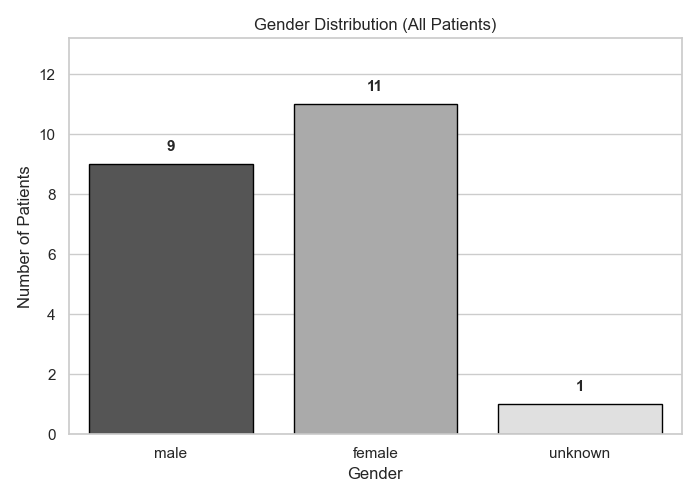 Gender Distribution (All Patients)
12
10
8
6
4
2
0
Number of Patients
9
11
1
male
female
unknown
Gender